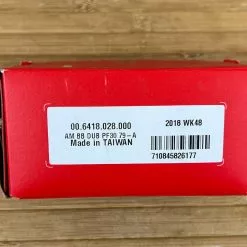 00.6418.028.000
AM BB DUB PF30 79-A
Made in TAIWAN
2018 WK48
710845826177